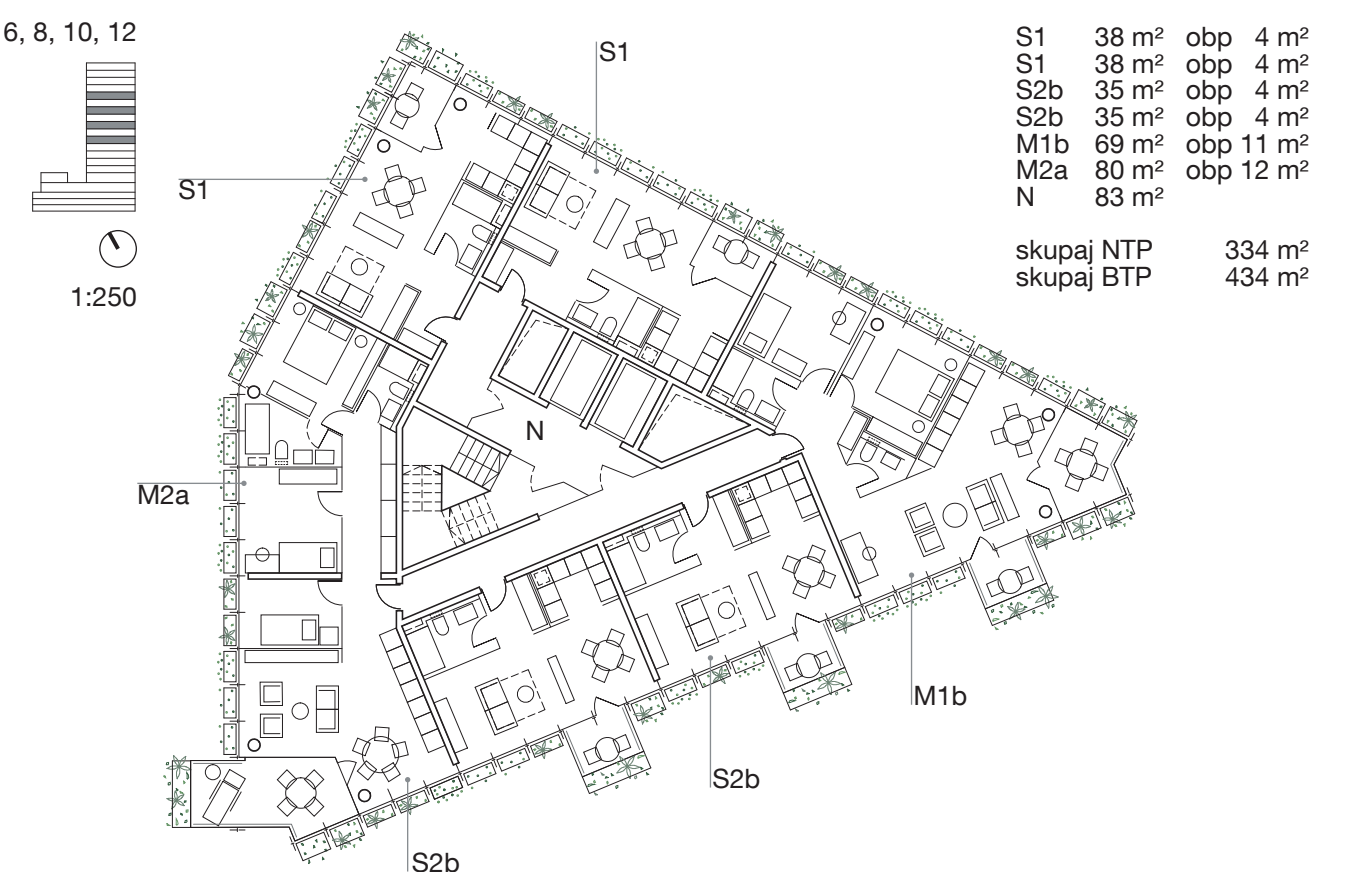 6, 8, 10, 12
1:250
S1
S1
M2a
N
M1b
S2b
S2b
S1 38 m² obp 4 m²
S1 38 m² obp 4 m²
S2b 35 m² obp 4 m²
S2b 35 m² obp 4 m²
M1b 69 m² obp 11 m²
M2a 80 m² obp 12 m²
N 83 m²
skupaj NTP 334 m²
skupaj BTP 434 m²